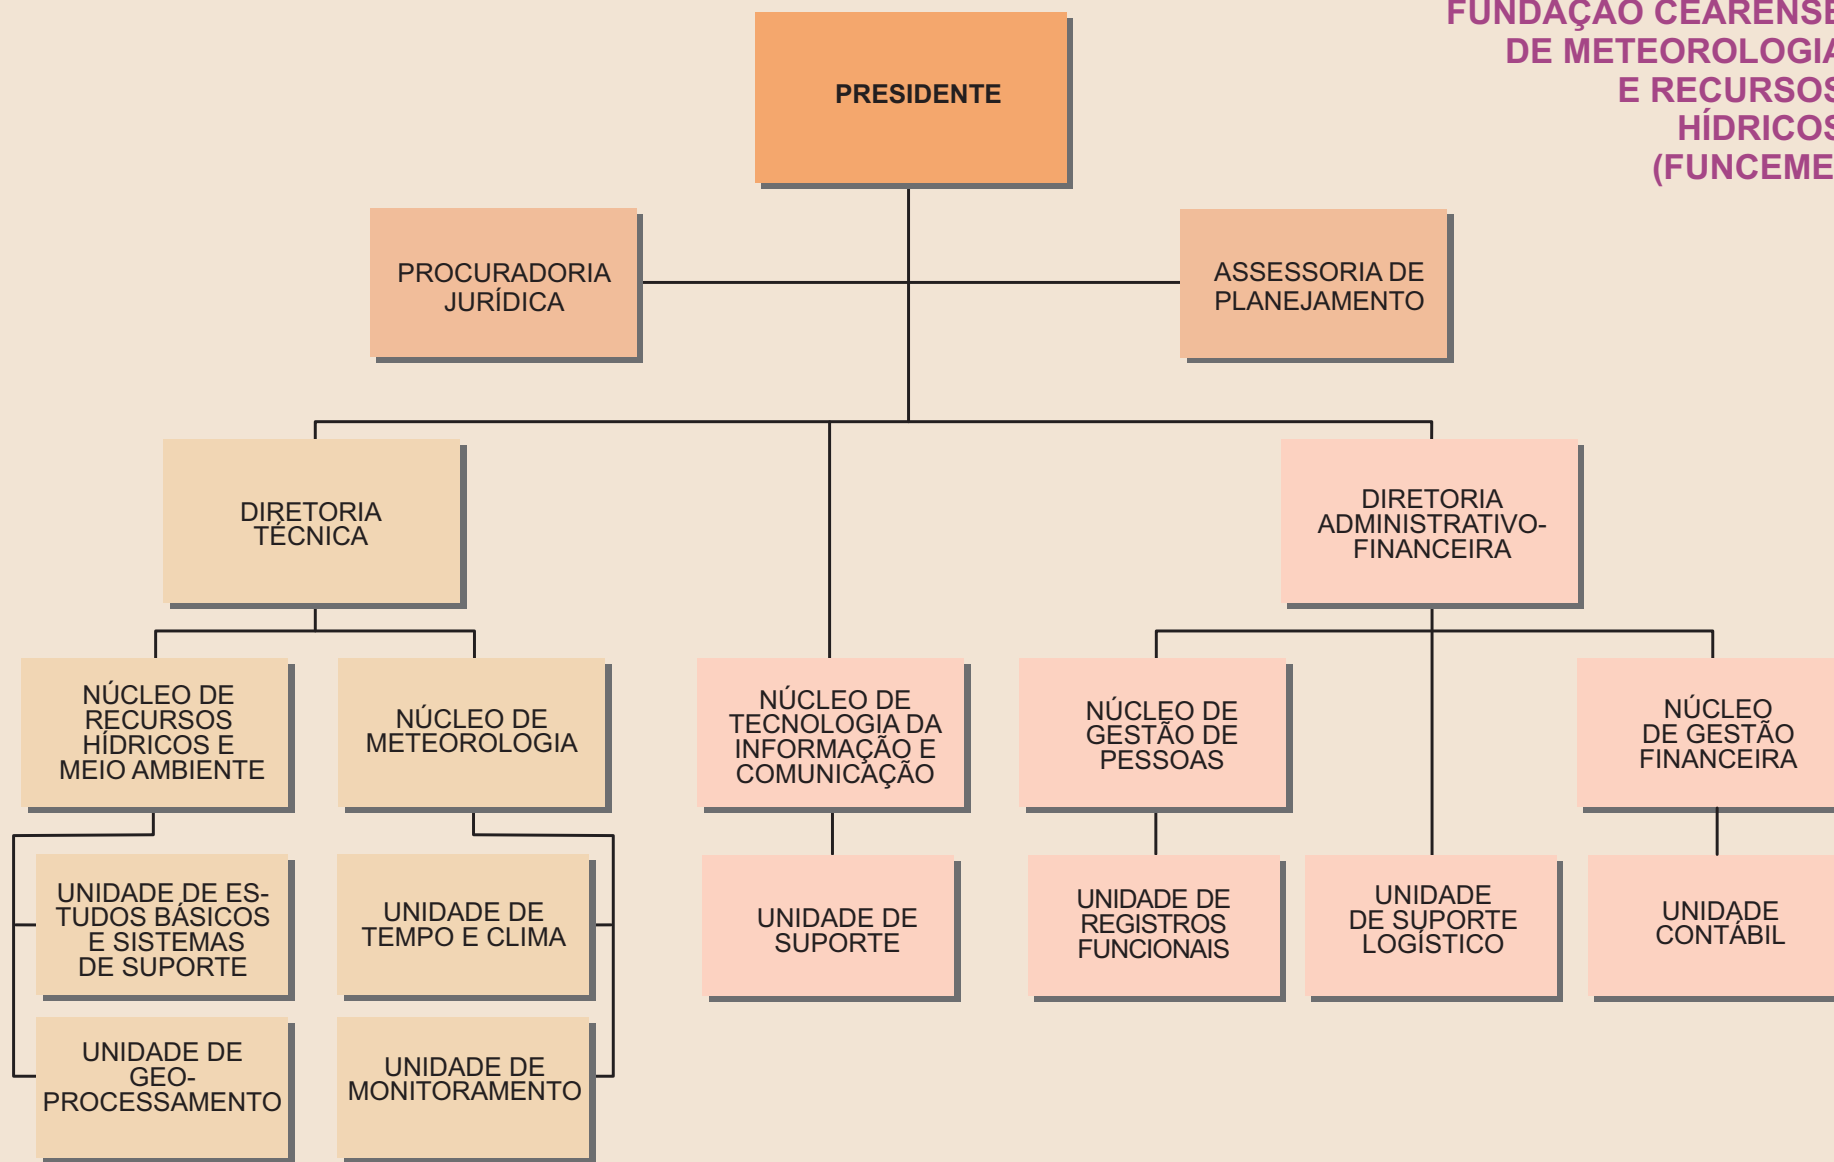 FUNDAÇÃO CEARENSE
DE METEOROLOGIA
E RECURSOS
HÍDRICOS
(FUNCEME
PRESIDENTE
PROCURADORIA
JURÍDICA
ASSESSORIA DE
PLANEJAMENTO
DIRETORIA
TÉCNICA
DIRETORIA
ADMINISTRATIVO-
FINANCEIRA
NÚCLEO DE
RECURSOS
HÍDRICOS E
MEIO AMBIENTE
NÚCLEO DE
METEOROLOGIA
NÚCLEO DE
TECNOLOGIA DA
INFORMAÇÃO E
COMUNICAÇÃO
NÚCLEO DE
GESTÃO DE
PESSOAS
NÚCLEO
DE GESTÃO
FINANCEIRA
UNIDADE DE ES-
TUDOS BÁSICOS
E SISTEMAS
DE SUPORTE
UNIDADE DE
TEMPO E CLIMA
UNIDADE DE
SUPORTE
UNIDADE DE
REGISTROS
FUNCIONAIS
UNIDADE
DE SUPORTE
LOGÍSTICO
UNIDADE
CONTÁBIL
UNIDADE DE
GEO-
PROCESSAMENTO
UNIDADE DE
MONITORAMENTO